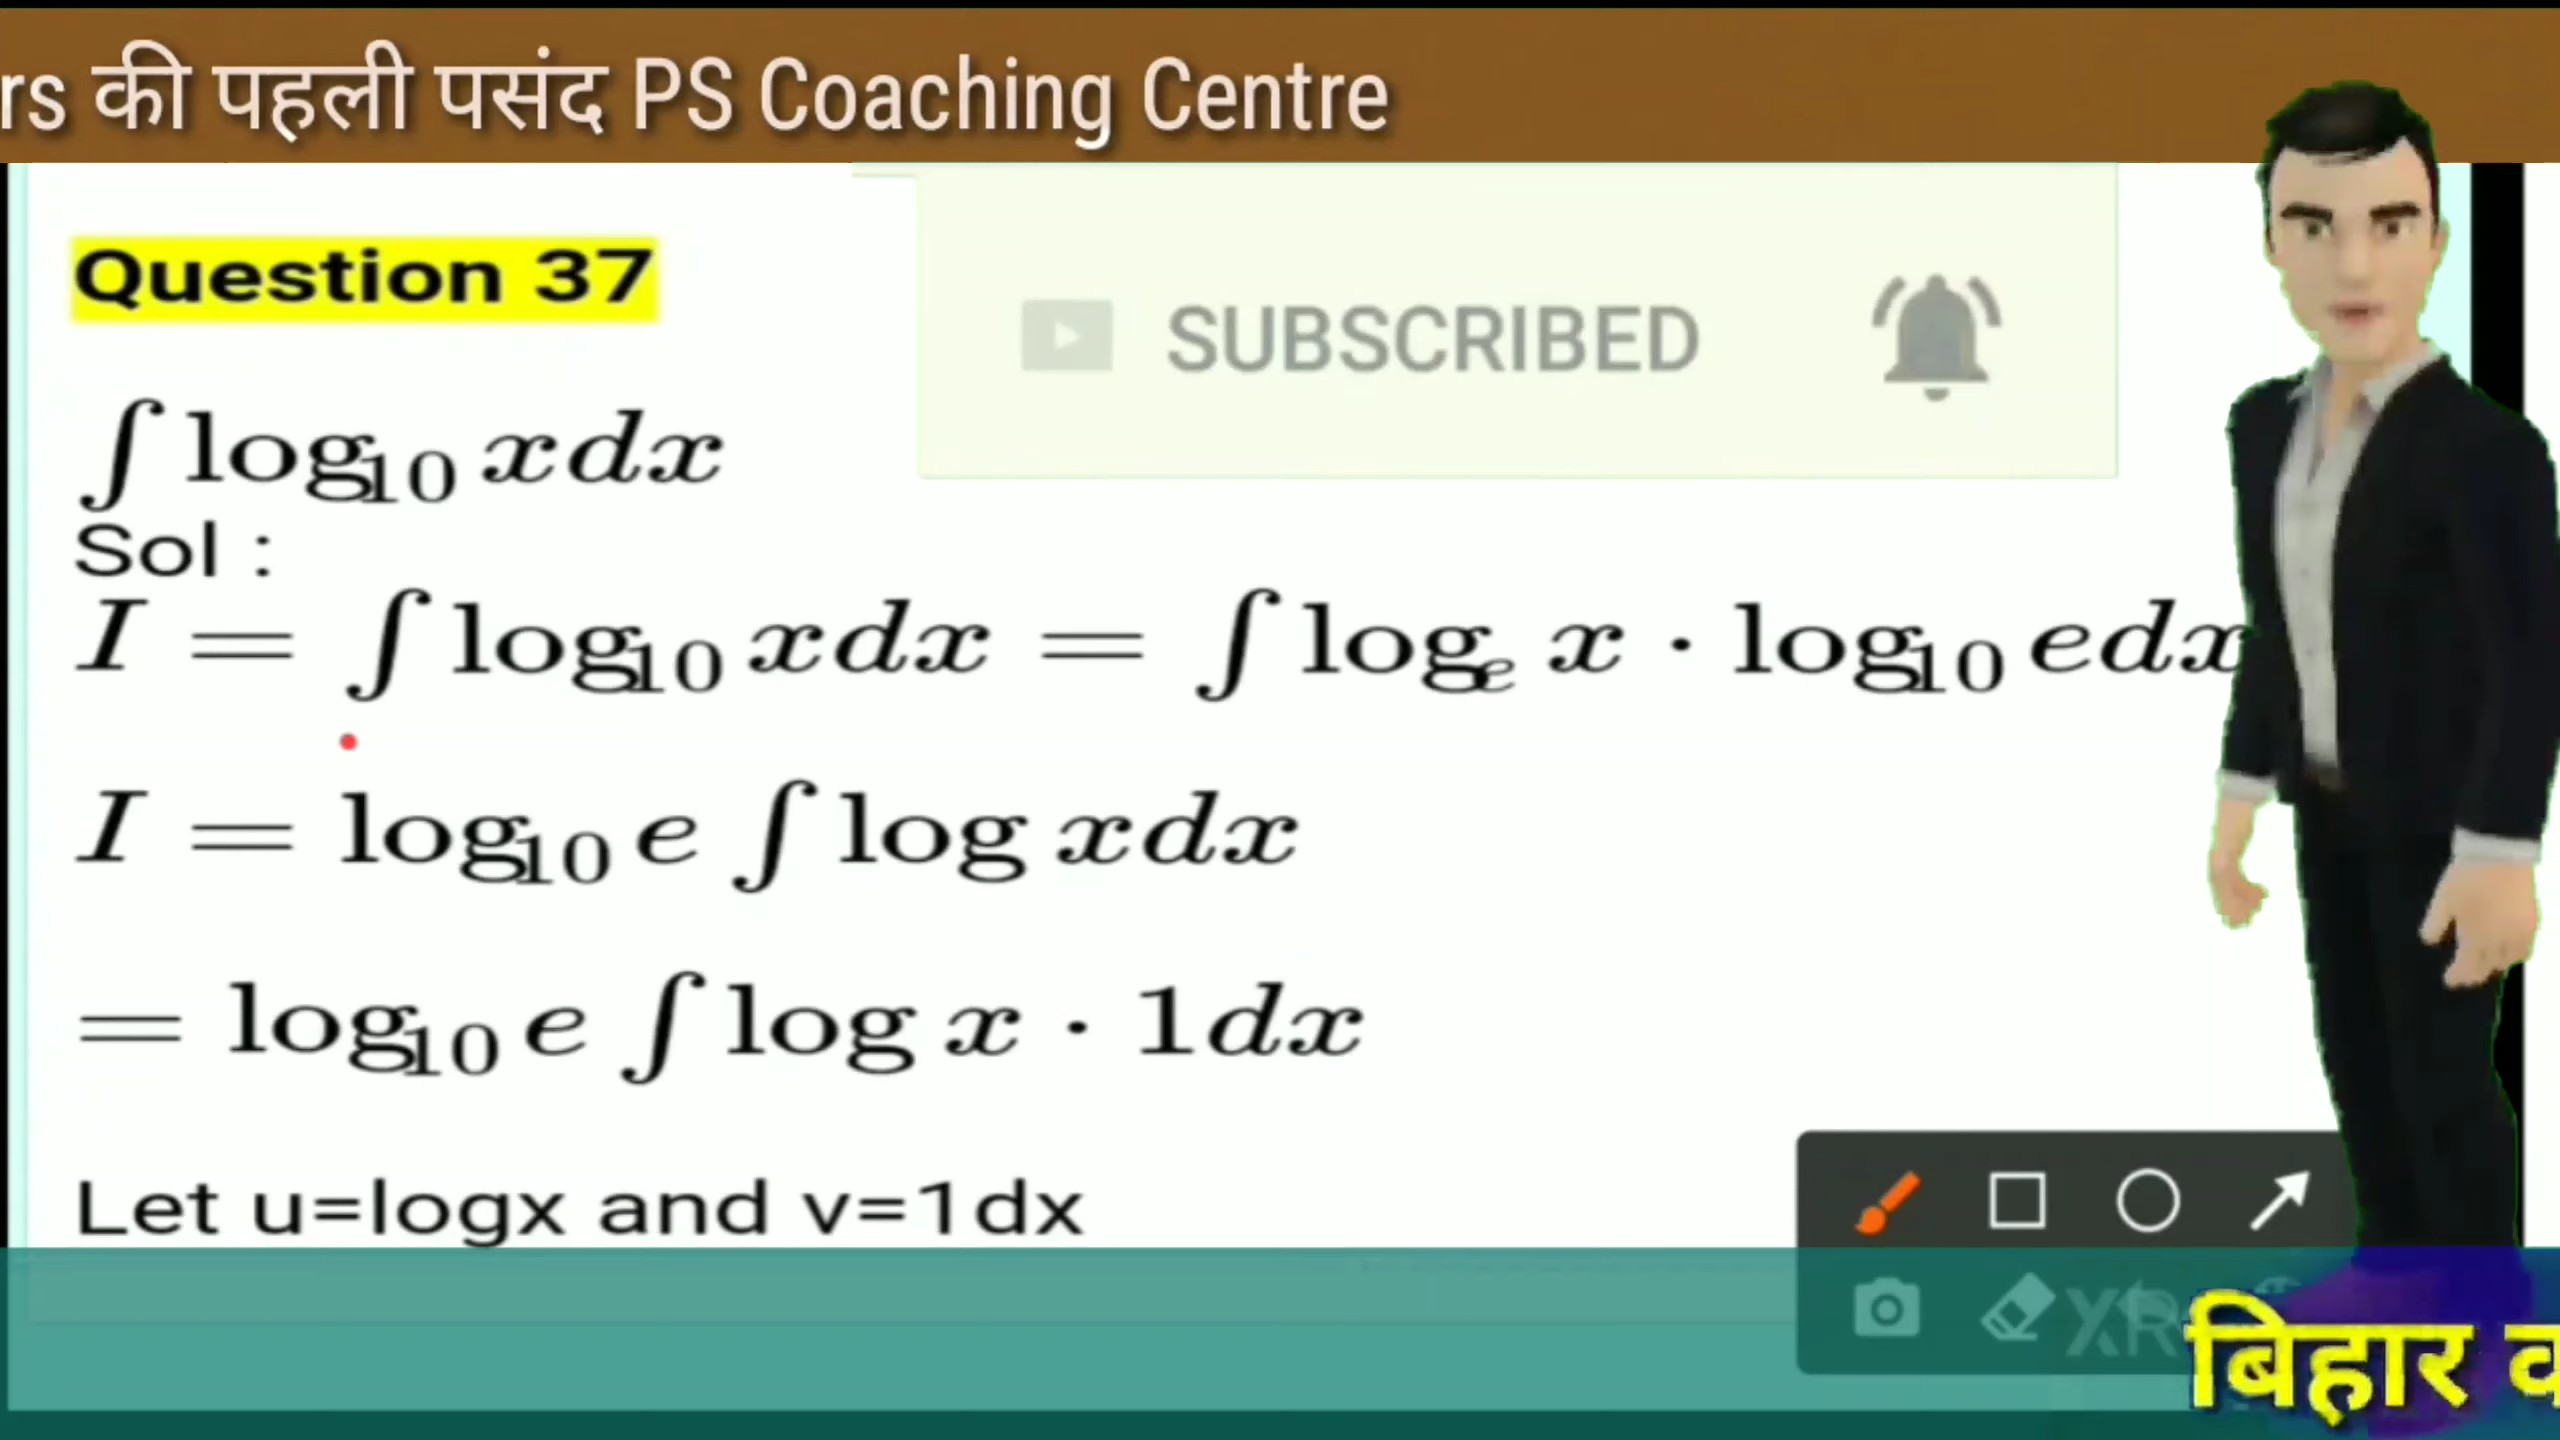 rs की पहली पसंद PS Coaching Centre
SUBSCRIBED
Question 37
∫ log₁₀ x dx
Sol :
I = ∫ log₁₀ x dx = ∫ logₑ x · log₁₀ e dx
I = log₁₀ e ∫ log x dx
= log₁₀ e ∫ log x · 1 dx
Let u=logx and v=1dx
बिहार